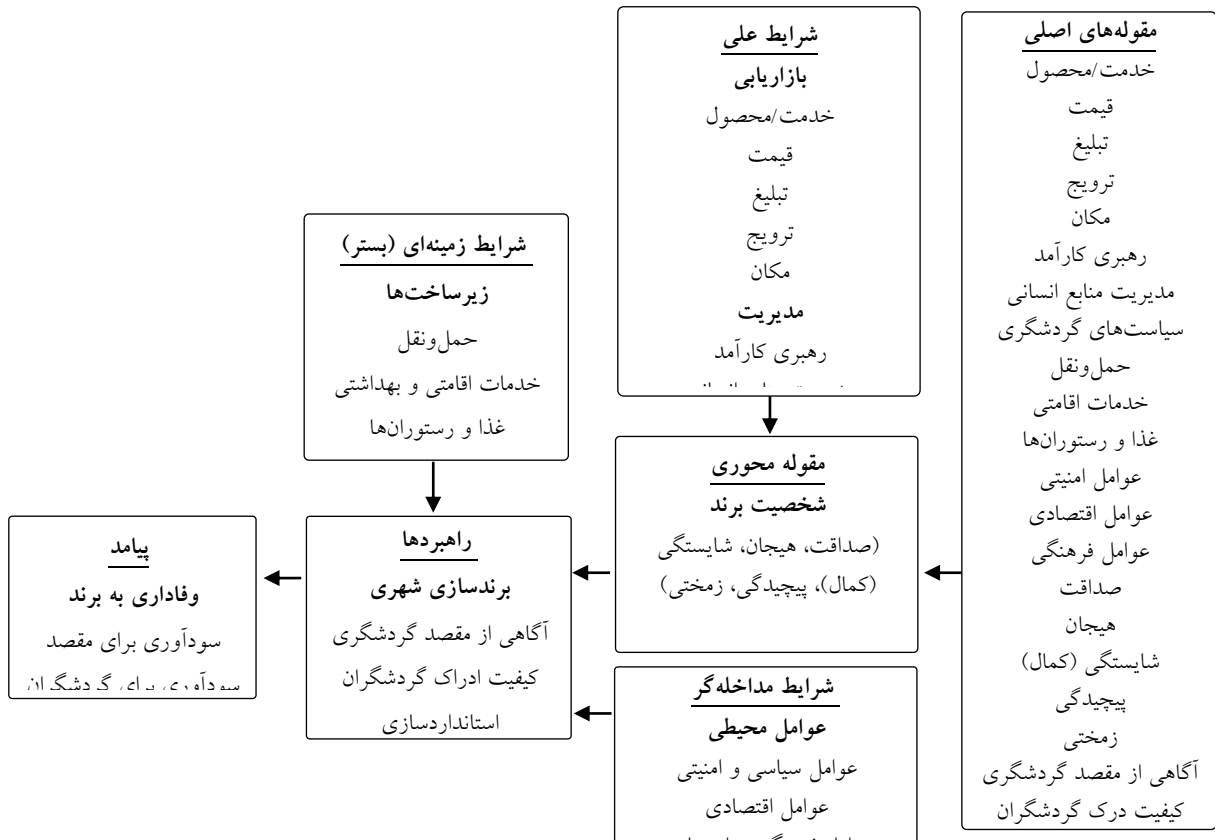 مقوله‌های اصلی
خدمت/محصول
قیمت
تبلیغ
ترویج
مکان
رهبری کارآمد
مدیریت منابع انسانی
سیاست‌های گردشگری
حمل‌ونقل
خدمات اقامتی
غذا و رستوران‌ها
عوامل امنیتی
عوامل اقتصادی
عوامل فرهنگی
صداقت
هیجان
شایستگی (کمال)
پیچیدگی
زمختی
آگاهی از مقصد گردشگری
کیفیت درک گردشگران
شرایط علی
بازاریابی
خدمت/محصول
قیمت
تبلیغ
ترویج
مکان
مدیریت
رهبری کارآمد
مقوله محوری
شخصیت برند
(صداقت، هیجان، شایستگی
(کمال)، پیچیدگی، زمختی)
شرایط مداخله‌گر
عوامل محیطی
عوامل سیاسی و امنیتی
عوامل اقتصادی
شرایط زمینه‌ای (بستر)
زیرساخت‌ها
حمل‌ونقل
خدمات اقامتی و بهداشتی
غذا و رستوران‌ها
راهبردها
برندسازی شهری
آگاهی از مقصد گردشگری
کیفیت ادراک گردشگران
استانداردسازی
پیامد
وفاداری به برند
سودآوری برای مقصد
سودآوری برای گردشگران